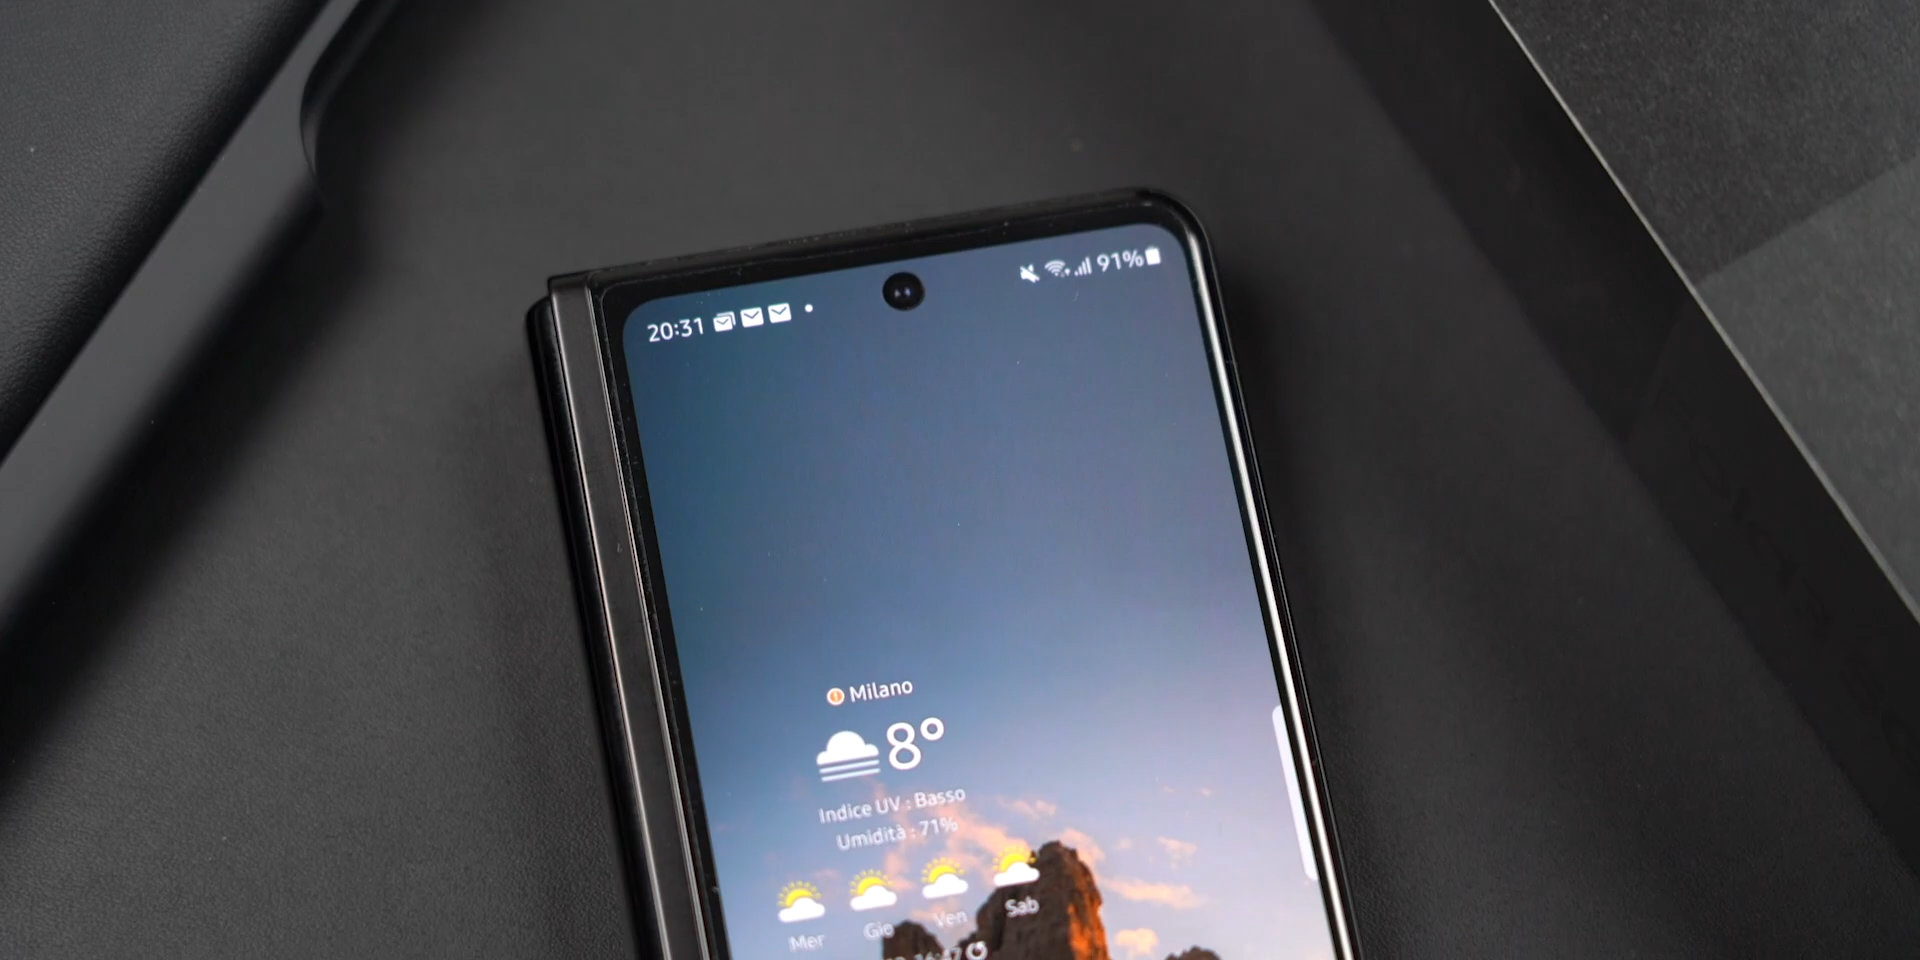 20:31
91%
Milano
8°
Indice UV : Basso
Umidità : 71%
Mer Gio Ven Sab